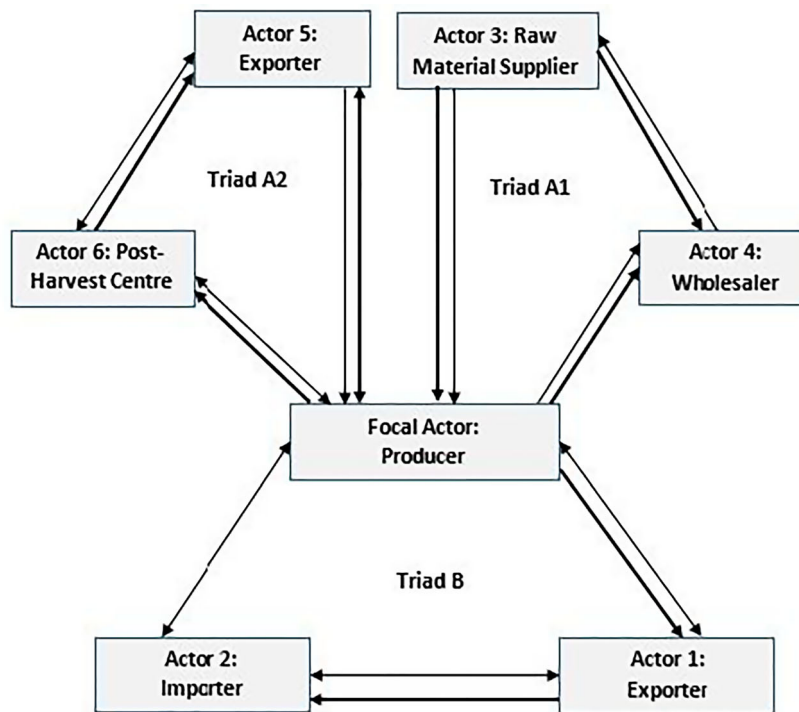 Actor 5:
Exporter
Actor 3: Raw
Material Supplier
Triad A2
Triad A1
Actor 6: Post-
Harvest Centre
Actor 4:
Wholesaler
Focal Actor:
Producer
Triad B
Actor 2:
Importer
Actor 1:
Exporter